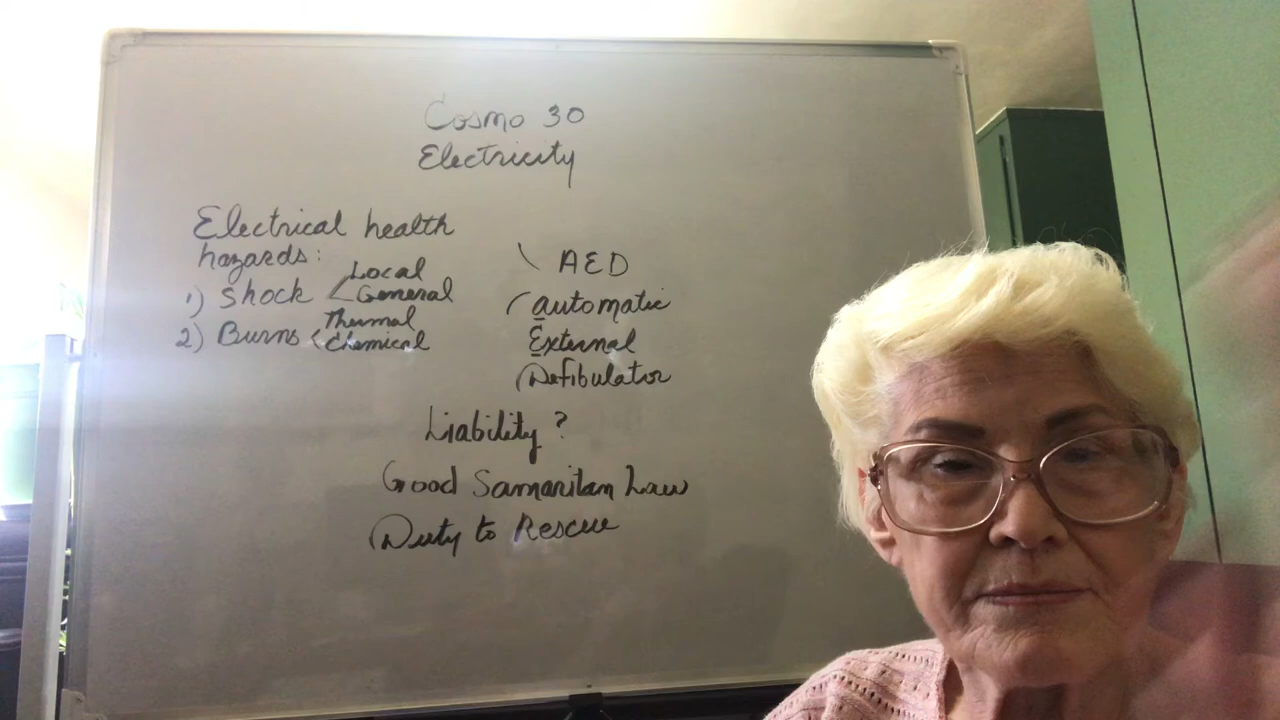 Cosmo 30
Electricity
Electrical health
hazards:
1) Shock < Local
General
2) Burns < Thermal
Chemical
AED
automatic
External
Defibulator
Liability ?
Good Samaritan Law
Duty to Rescue